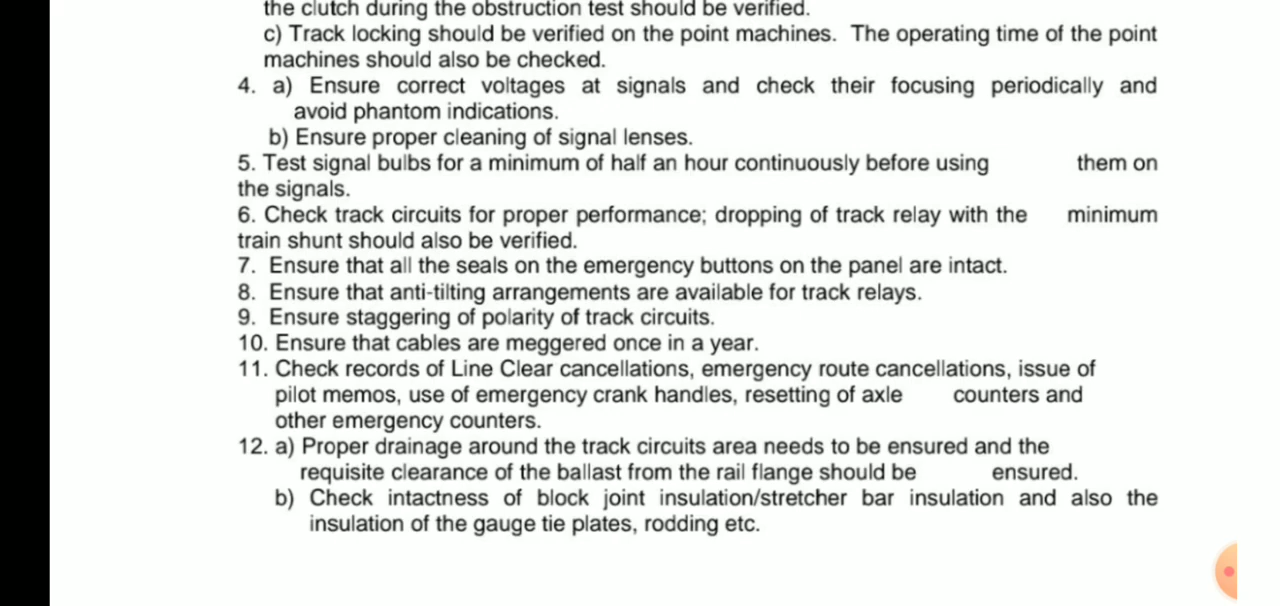 the clutch during the obstruction test should be verified.
c) Track locking should be verified on the point machines. The operating time of the point
machines should also be checked.
4. a) Ensure correct voltages at signals and check their focusing periodically and
avoid phantom indications.
b) Ensure proper cleaning of signal lenses.
5. Test signal bulbs for a minimum of half an hour continuously before using them on
the signals.
6. Check track circuits for proper performance; dropping of track relay with the minimum
train shunt should also be verified.
7. Ensure that all the seals on the emergency buttons on the panel are intact.
8. Ensure that anti-tilting arrangements are available for track relays.
9. Ensure staggering of polarity of track circuits.
10. Ensure that cables are meggered once in a year.
11. Check records of Line Clear cancellations, emergency route cancellations, issue of
pilot memos, use of emergency crank handles, resetting of axle counters and
other emergency counters.
12. a) Proper drainage around the track circuits area needs to be ensured and the
requisite clearance of the ballast from the rail flange should be ensured.
b) Check intactness of block joint insulation/stretcher bar insulation and also the
insulation of the gauge tie plates, rodding etc.